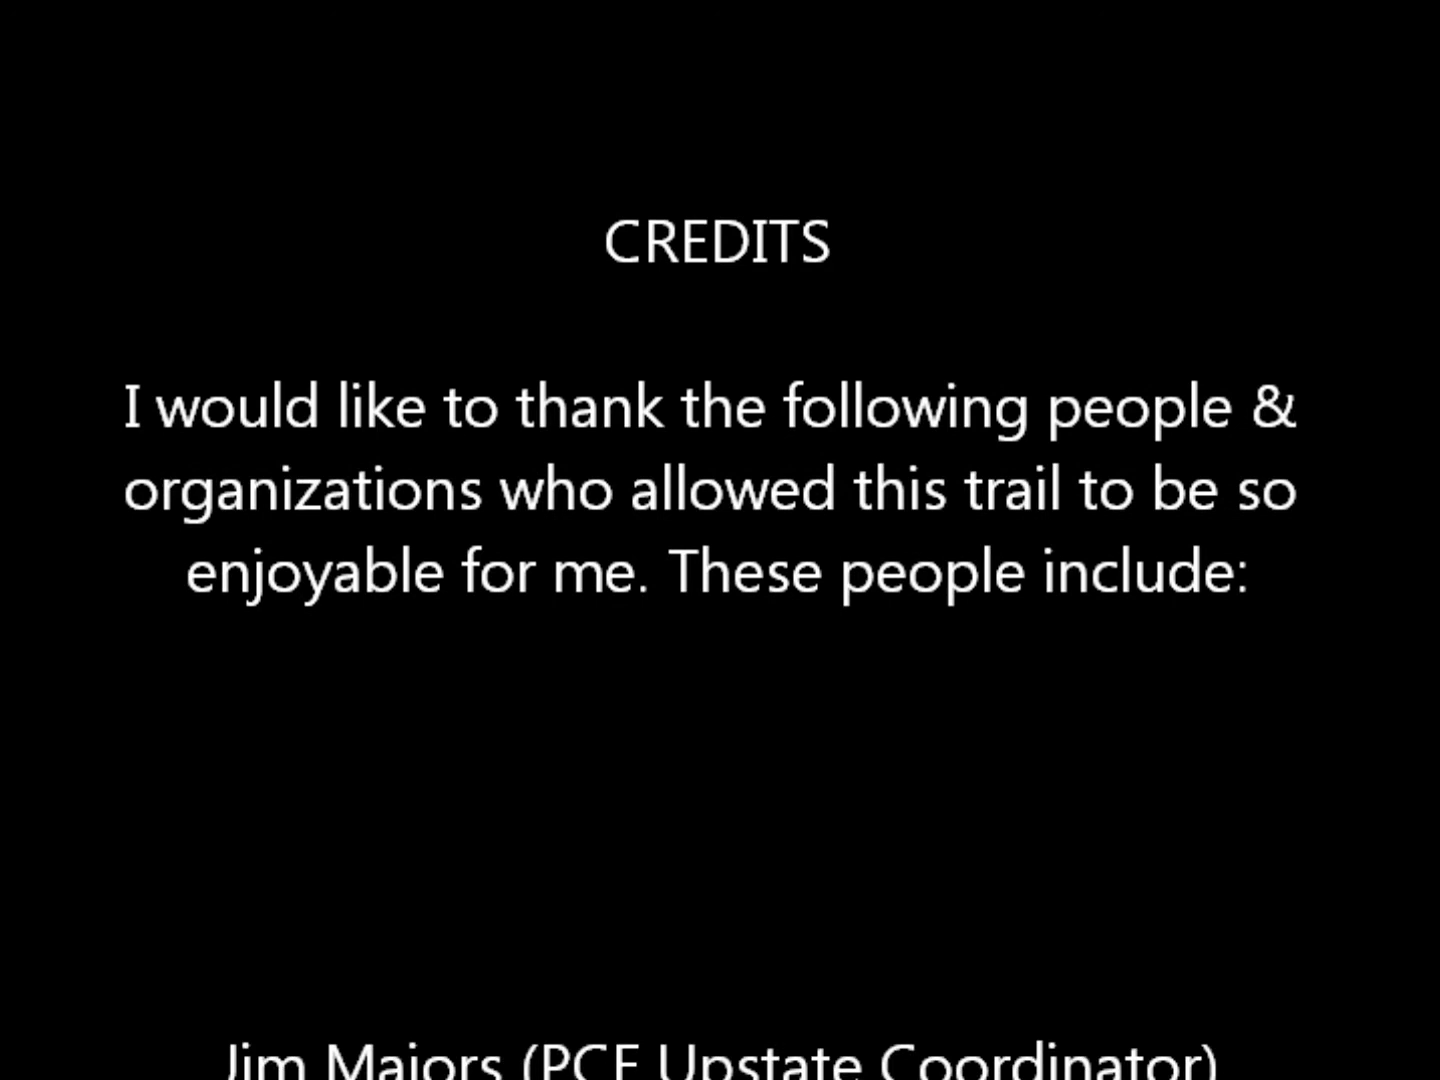 CREDITS
I would like to thank the following people &
organizations who allowed this trail to be so
enjoyable for me. These people include:
Jim Majors (PCF Upstate Coordinator)